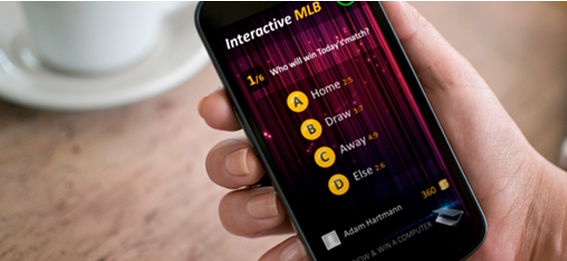 Interactive MLB
1/6 Who will win Today's match?
A Home 2:5
B Draw 3:7
C Away 4:9
D Else 2:6
Adam Hartmann 360
& WIN A COMPUTER